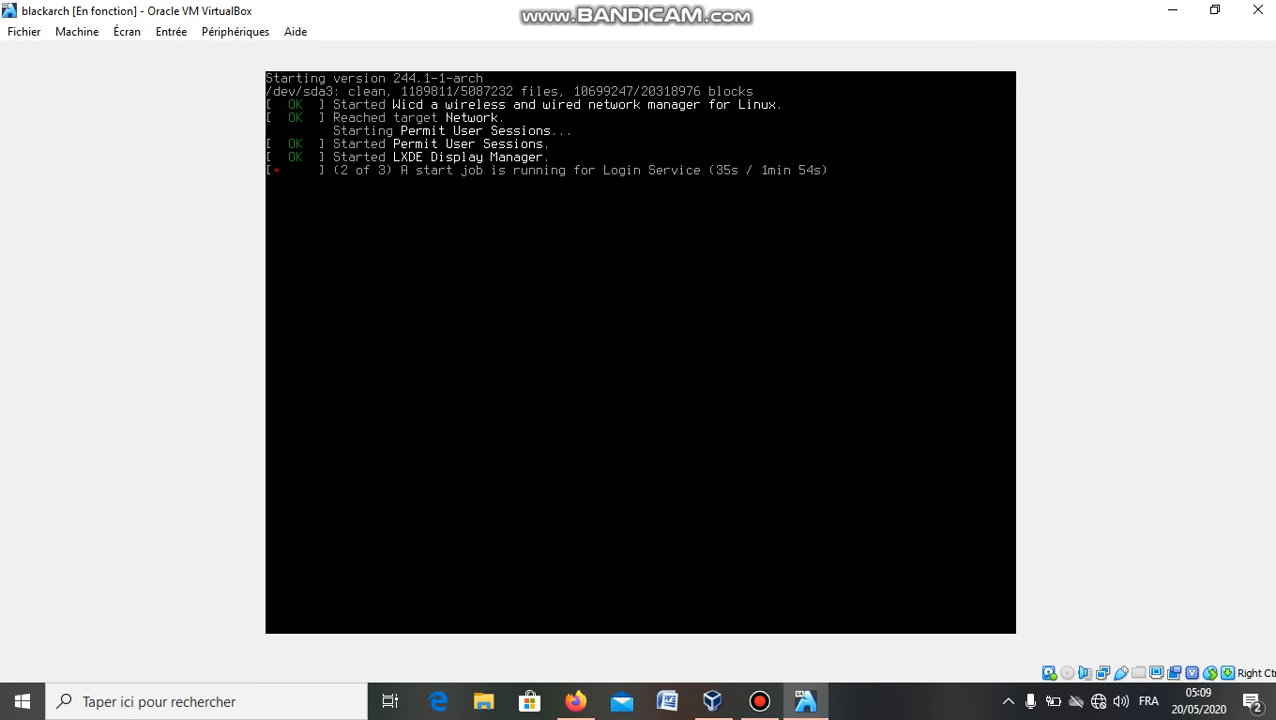 blackarch [En fonction] - Oracle VM VirtualBox
www.BANDICAM.com
Fichier Machine Écran Entrée Périphériques Aide
Starting version 244.1-1-arch
/dev/sda3: clean, 1189811/5087232 files, 10699247/20318976 blocks
[ OK ] Started Wicd a wireless and wired network manager for Linux.
[ OK ] Reached target Network.
Starting Permit User Sessions...
[ OK ] Started Permit User Sessions.
[ OK ] Started LXDE Display Manager.
[* ] (2 of 3) A start job is running for Login Service (35s / 1min 54s)
Right Ct
Taper ici pour rechercher
FRA
05:09
20/05/2020
2